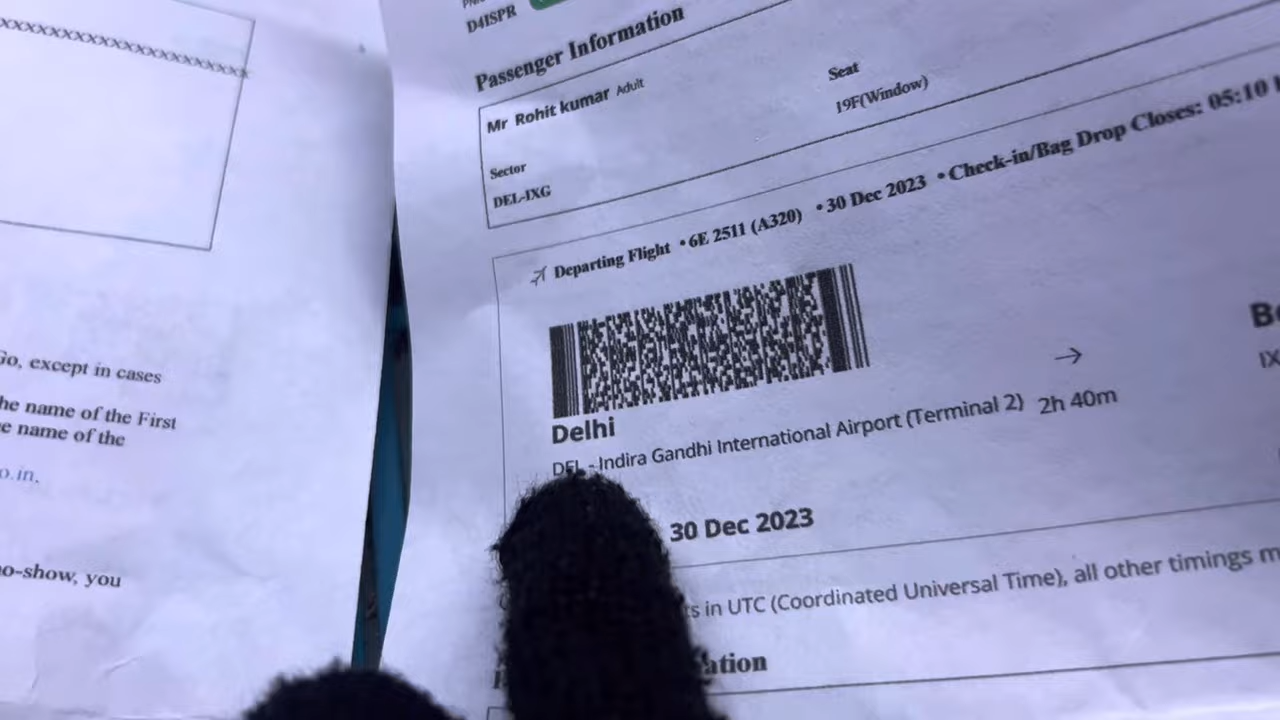 xxxxxxxxxxxxxxxxxxxxx
Go, except in cases
he name of the First
e name of the
o.in.
o-show, you
D4ISPR
Passenger Information
Mr Rohit kumar Adult
Seat
19F(Window)
Sector
DEL-IXG
Departing Flight • 6E 2511 (A320) • 30 Dec 2023 • Check-in/Bag Drop Closes: 05:10
Delhi
DEL - Indira Gandhi International Airport (Terminal 2)
→
2h 40m
Be
IX
30 Dec 2023
ts in UTC (Coordinated Universal Time), all other timings m
ation